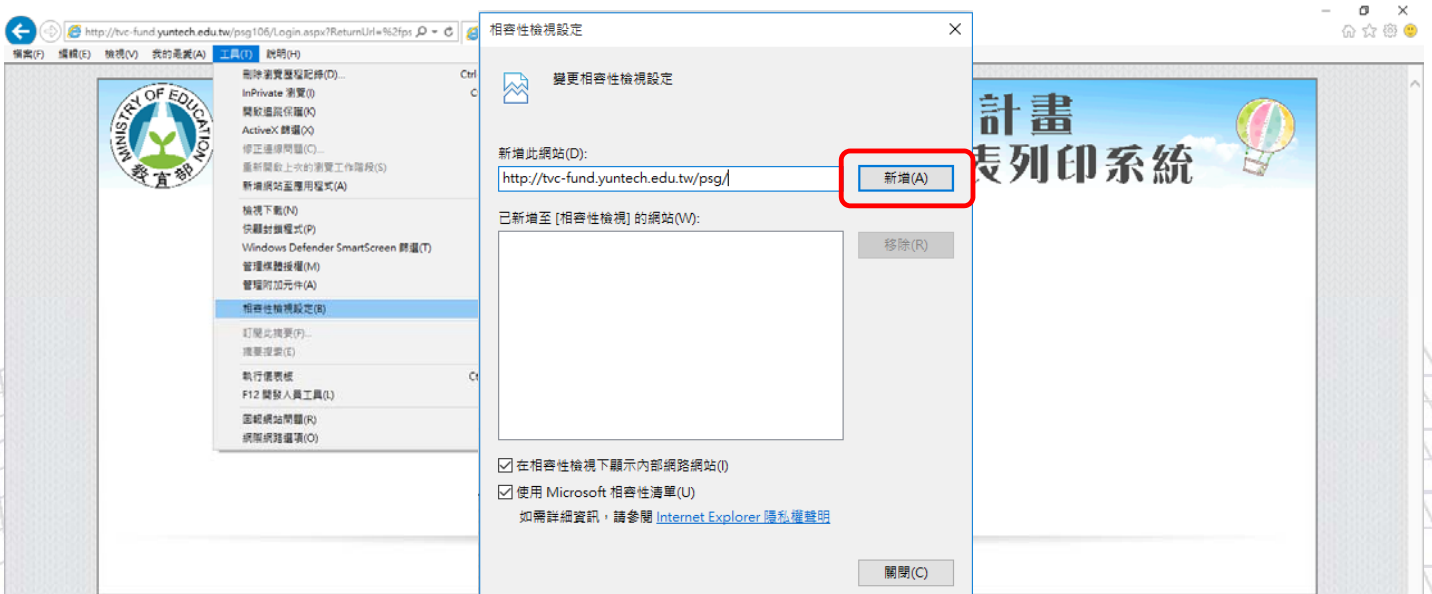 http://tvc-fund.yuntech.edu.tw/psg106/Login.aspx?ReturnUrl=%2fps
檔案(F) 編輯(E) 檢視(V) 我的最愛(A) 工具(T) 說明(H)
刪除瀏覽歷程記錄(D)... Ctrl
InPrivate 瀏覽(I) C
開啟追蹤保護(K)
ActiveX 篩選(X)
修正連線問題(C)...
重新開啟上次的瀏覽工作階段(S)
新增網站至應用程式(A)
檢視下載(N)
快顯封鎖程式(P)
Windows Defender SmartScreen 篩選(T)
管理媒體授權(M)
管理附加元件(A)
相容性檢視設定(B)
訂閱此摘要(F)...
摘要探索(E)
執行儀表板 Ct
F12 開發人員工具(L)
回報網站問題(R)
網際網路選項(O)
MINISTRY OF EDUCATION
教育部
相容性檢視設定
變更相容性檢視設定
新增此網站(D):
http://tvc-fund.yuntech.edu.tw/psg/
新增(A)
已新增至 [相容性檢視] 的網站(W):
移除(R)
在相容性檢視下顯示內部網路網站(I)
使用 Microsoft 相容性清單(U)
如需詳細資訊，請參閱 Internet Explorer 隱私權聲明
關閉(C)
計畫
表列印系統